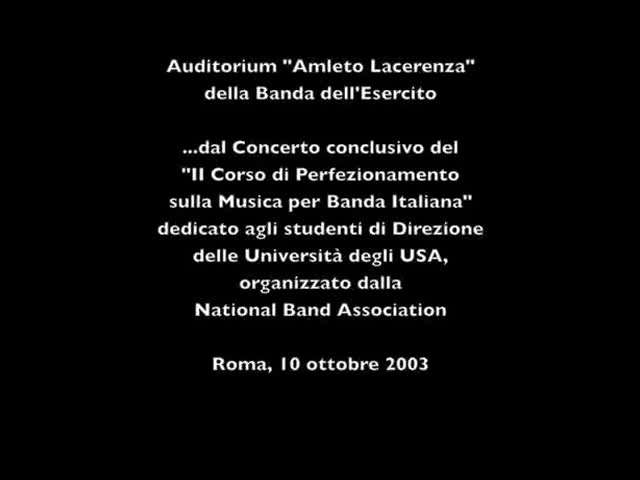 Auditorium "Amleto Lacerenza"
della Banda dell'Esercito
...dal Concerto conclusivo del
"II Corso di Perfezionamento
sulla Musica per Banda Italiana"
dedicato agli studenti di Direzione
delle Università degli USA,
organizzato dalla
National Band Association
Roma, 10 ottobre 2003